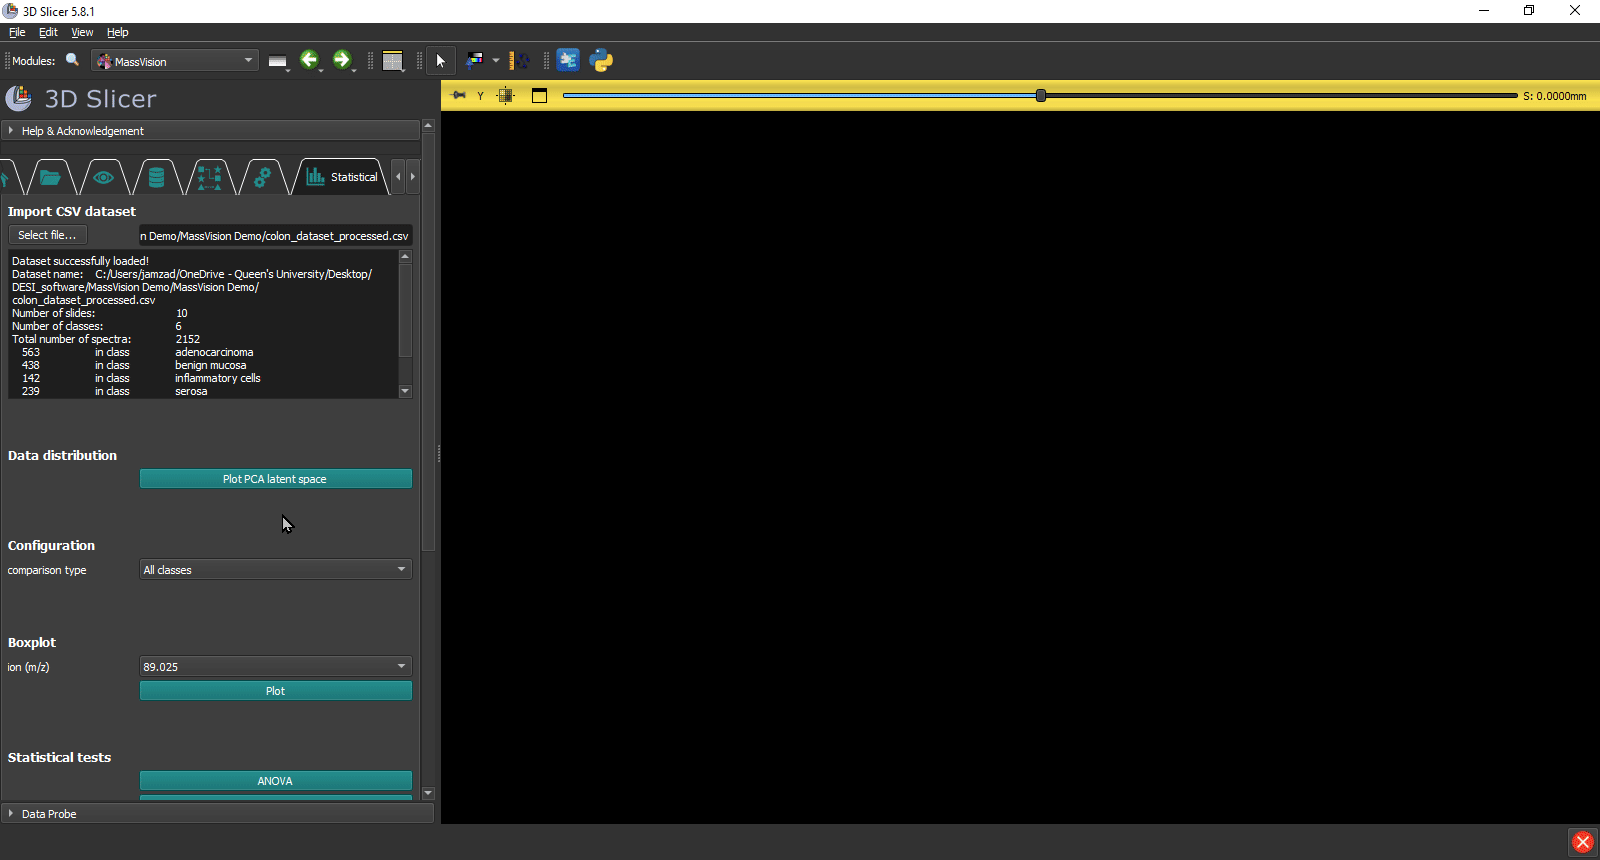 3D Slicer 5.8.1
File Edit View Help
Modules: MassVision
3D Slicer
Y
S: 0.0000mm
Help & Acknowledgement
Statistical
Import CSV dataset
Select file... n Demo/MassVision Demo/colon_dataset_processed.csv
Dataset successfully loaded!
Dataset name: C:/Users/jamzad/OneDrive - Queen's University/Desktop/
DESI_software/MassVision Demo/MassVision Demo/
colon_dataset_processed.csv
Number of slides: 10
Number of classes: 6
Total number of spectra: 2152
563 in class adenocarcinoma
438 in class benign mucosa
142 in class inflammatory cells
239 in class serosa
Data distribution
Plot PCA latent space
Configuration
comparison type All classes
Boxplot
ion (m/z) 89.025
Plot
Statistical tests
ANOVA
Data Probe